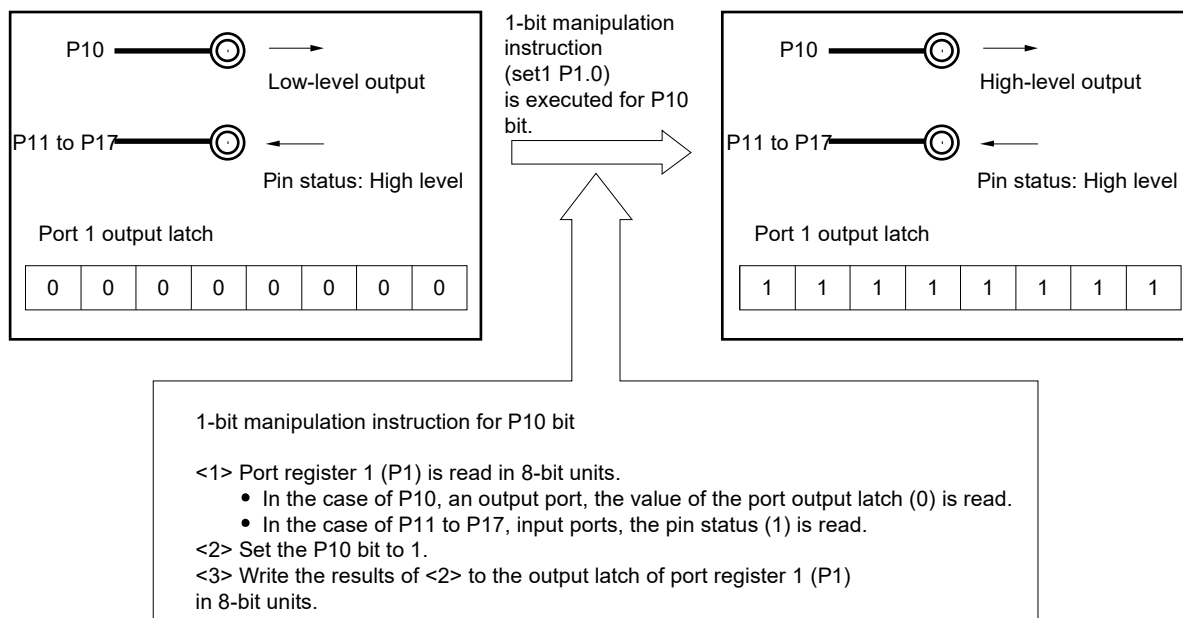 P10
Low-level output
P11 to P17
Pin status: High level
Port 1 output latch
0 0 0 0 0 0 0 0
1-bit manipulation
instruction
(set1 P1.0)
is executed for P10
bit.
P10
High-level output
P11 to P17
Pin status: High level
Port 1 output latch
1 1 1 1 1 1 1 1
1-bit manipulation instruction for P10 bit
<1> Port register 1 (P1) is read in 8-bit units.
• In the case of P10, an output port, the value of the port output latch (0) is read.
• In the case of P11 to P17, input ports, the pin status (1) is read.
<2> Set the P10 bit to 1.
<3> Write the results of <2> to the output latch of port register 1 (P1)
in 8-bit units.